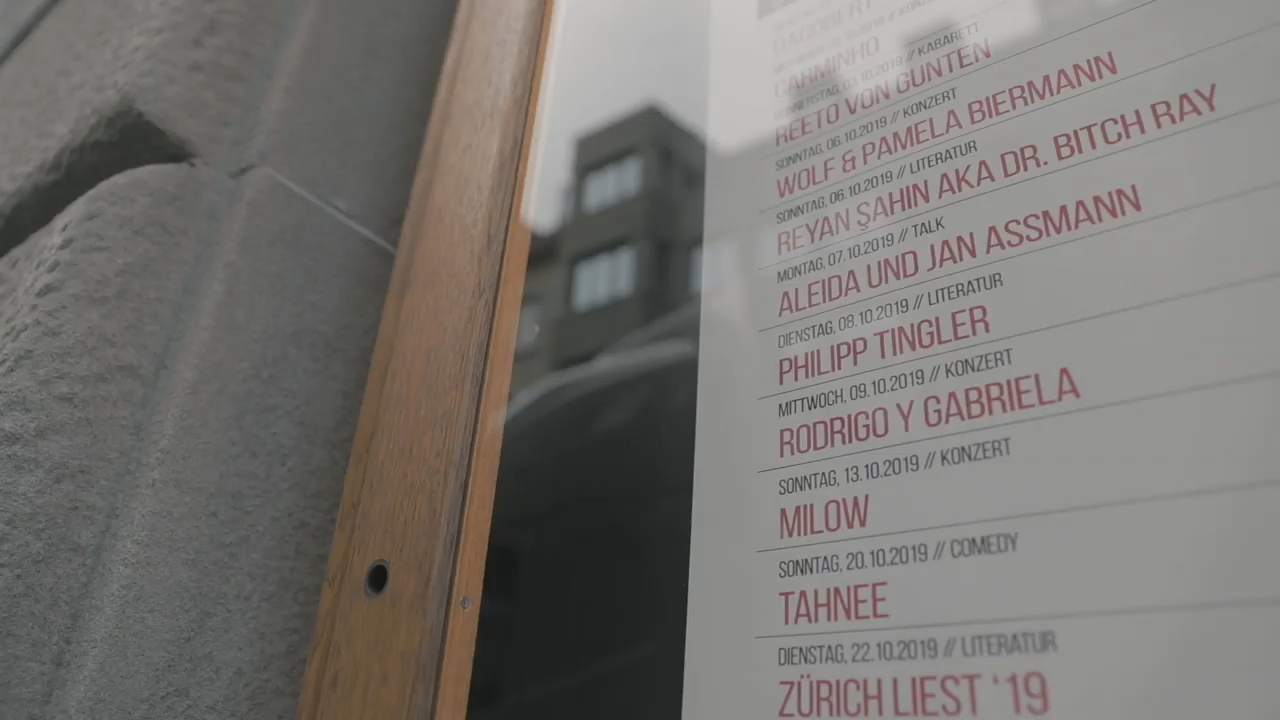 DAGOBERT
CARMINHO
DONNERSTAG, 03.10.2019 // KABARETT
REETO VON GUNTEN
SONNTAG, 06.10.2019 // KONZERT
WOLF & PAMELA BIERMANN
SONNTAG, 06.10.2019 // LITERATUR
REYAN ŞAHIN AKA DR. BITCH RAY
MONTAG, 07.10.2019 // TALK
ALEIDA UND JAN ASSMANN
DIENSTAG, 08.10.2019 // LITERATUR
PHILIPP TINGLER
MITTWOCH, 09.10.2019 // KONZERT
RODRIGO Y GABRIELA
SONNTAG, 13.10.2019 // KONZERT
MILOW
SONNTAG, 20.10.2019 // COMEDY
TAHNEE
DIENSTAG, 22.10.2019 // LITERATUR
ZÜRICH LIEST '19